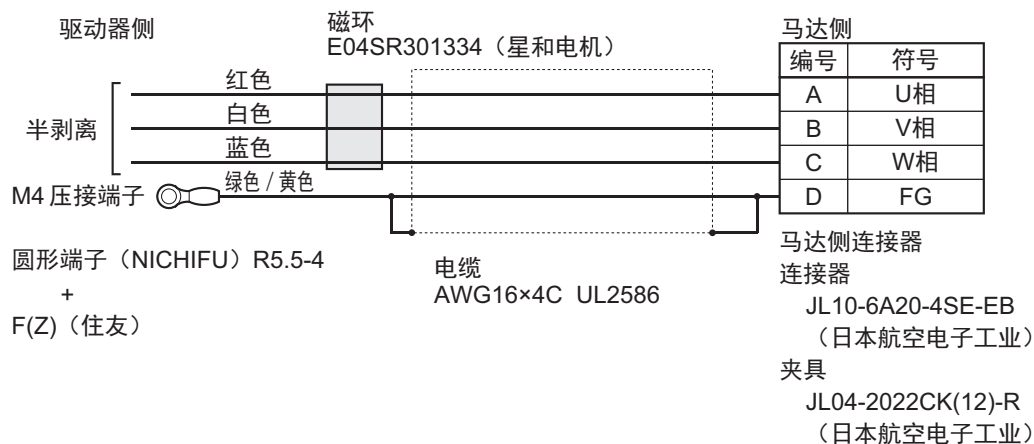 驱动器侧
磁环
E04SR301334（星和电机）
马达侧
编号 符号
红色
A U相
半剥离
白色
B V相
蓝色
C W相
M4 压接端子
绿色 / 黄色
D FG
圆形端子（NICHIFU）R5.5-4
+
F(Z)（住友）
电缆
AWG16×4C UL2586
马达侧连接器
连接器
JL10-6A20-4SE-EB
（日本航空电子工业）
夹具
JL04-2022CK(12)-R
（日本航空电子工业）